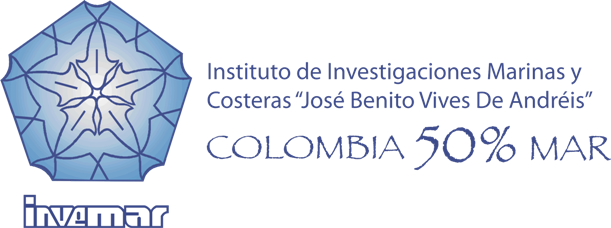 Instituto de Investigaciones Marinas y
Costeras “José Benito Vives De Andréis”
COLOMBIA 50% MAR
invemar